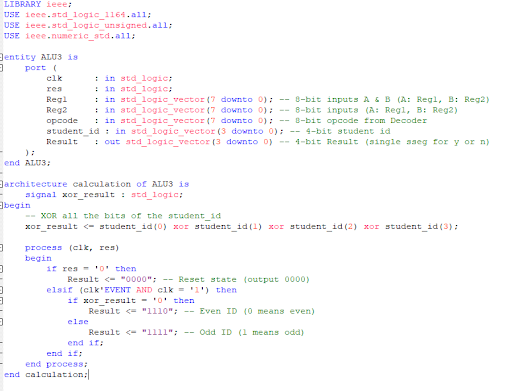 LIBRARY ieee;
USE ieee.std_logic_1164.all;
USE ieee.std_logic_unsigned.all;
USE ieee.numeric_std.all;
entity ALU3 is
port (
clk : in std_logic;
res : in std_logic;
Reg1 : in std_logic_vector(7 downto 0); -- 8-bit inputs A & B (A: Reg1, B: Reg2)
Reg2 : in std_logic_vector(7 downto 0); -- 8-bit inputs (A: Reg1, B: Reg2)
opcode : in std_logic_vector(7 downto 0); -- 8-bit opcode from Decoder
student_id : in std_logic_vector(3 downto 0); -- 4-bit student id
Result : out std_logic_vector(3 downto 0) -- 4-bit Result (single sseg for y or n)
);
end ALU3;
architecture calculation of ALU3 is
signal xor_result : std_logic;
begin
-- XOR all the bits of the student_id
xor_result <= student_id(0) xor student_id(1) xor student_id(2) xor student_id(3);
process (clk, res)
begin
if res = '0' then
Result <= "0000"; -- Reset state (output 0000)
elsif (clk'EVENT AND clk = '1') then
if xor_result = '0' then
Result <= "1110"; -- Even ID (0 means even)
else
Result <= "1111"; -- Odd ID (1 means odd)
end if;
end if;
end process;
end calculation;